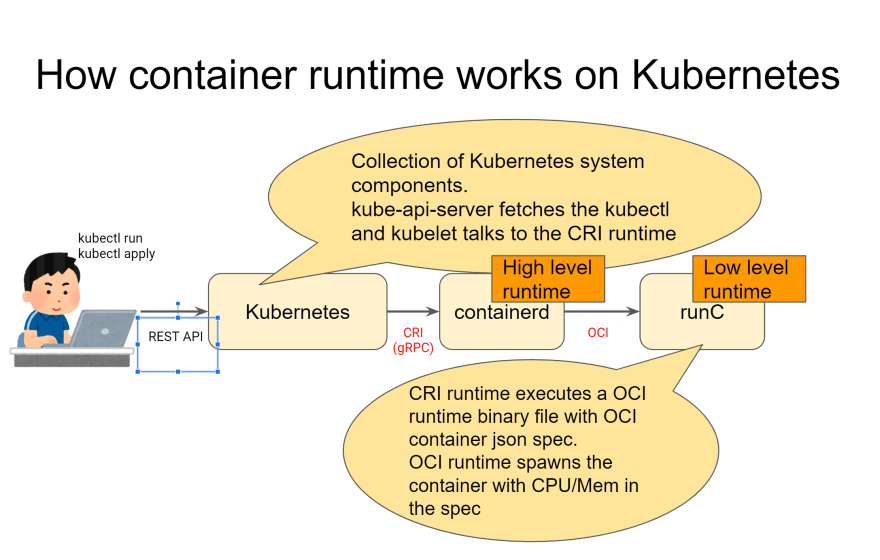 How container runtime works on Kubernetes
Collection of Kubernetes system
components.
kube-api-server fetches the kubectl
and kubelet talks to the CRI runtime
kubectl run
kubectl apply
REST API
Kubernetes
CRI
(gRPC)
High level
runtime
containerd
OCI
Low level
runtime
runC
CRI runtime executes a OCI
runtime binary file with OCI
container json spec.
OCI runtime spawns the
container with CPU/Mem in
the spec